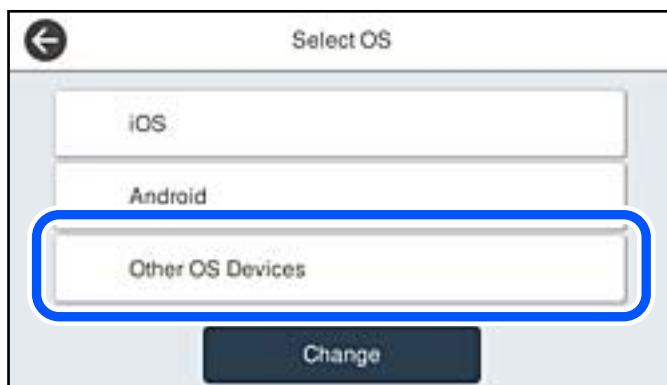 Select OS
iOS
Android
Other OS Devices
Change